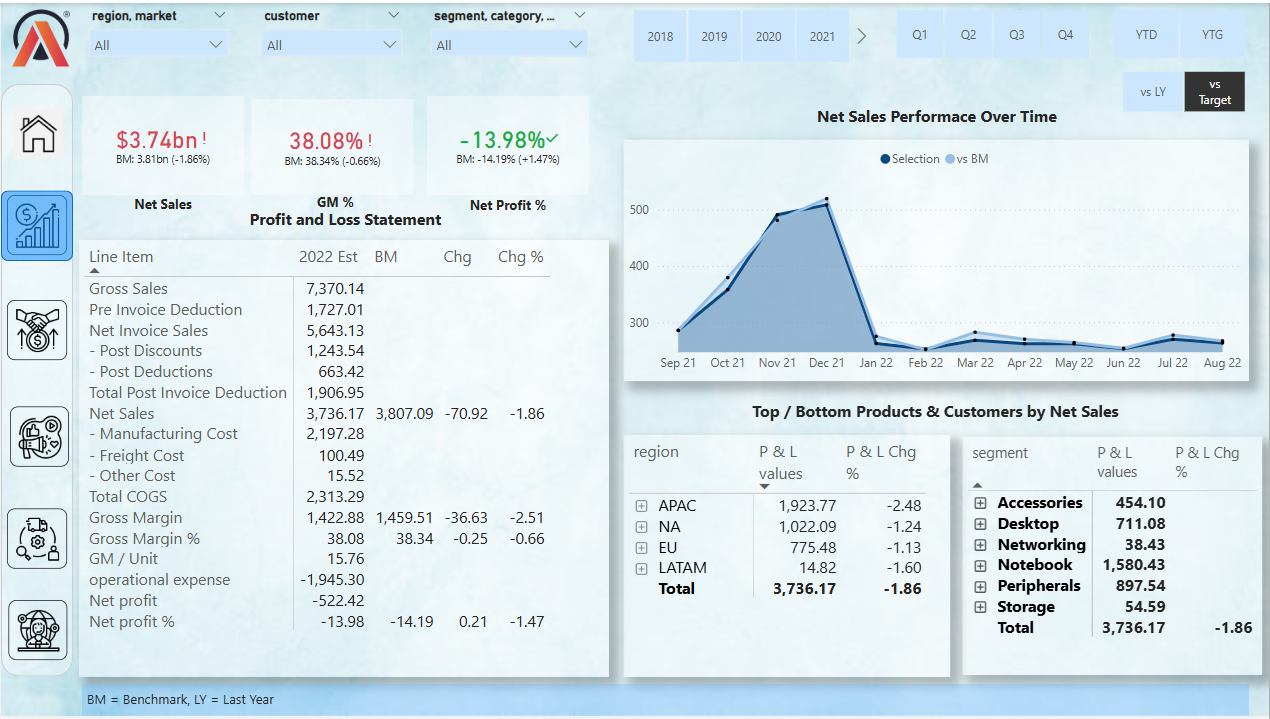 region, market
All
customer
All
segment, category, ...
All
2018 2019 2020 2021
Q1 Q2 Q3 Q4
YTD YTG
vs LY
vs
Target
$3.74bn !
BM: 3.81bn (-1.86%)
Net Sales
38.08% !
BM: 38.34% (-0.66%)
GM %
-13.98%✓
BM: -14.19% (+1.47%)
Net Profit %
Profit and Loss Statement
Line Item 2022 Est BM Chg Chg %
Gross Sales 7,370.14
Pre Invoice Deduction 1,727.01
Net Invoice Sales 5,643.13
- Post Discounts 1,243.54
- Post Deductions 663.42
Total Post Invoice Deduction 1,906.95
Net Sales 3,736.17 3,807.09 -70.92 -1.86
- Manufacturing Cost 2,197.28
- Freight Cost 100.49
- Other Cost 15.52
Total COGS 2,313.29
Gross Margin 1,422.88 1,459.51 -36.63 -2.51
Gross Margin % 38.08 38.34 -0.25 -0.66
GM / Unit 15.76
operational expense -1,945.30
Net profit -522.42
Net profit % -13.98 -14.19 0.21 -1.47
Net Sales Performace Over Time
Selection vs BM
500
400
300
Sep 21 Oct 21 Nov 21 Dec 21 Jan 22 Feb 22 Mar 22 Apr 22 May 22 Jun 22 Jul 22 Aug 22
Top / Bottom Products & Customers by Net Sales
region P & L values P & L Chg %
APAC 1,923.77 -2.48
NA 1,022.09 -1.24
EU 775.48 -1.13
LATAM 14.82 -1.60
Total 3,736.17 -1.86
segment P & L values P & L Chg %
Accessories 454.10
Desktop 711.08
Networking 38.43
Notebook 1,580.43
Peripherals 897.54
Storage 54.59
Total 3,736.17 -1.86
BM = Benchmark, LY = Last Year